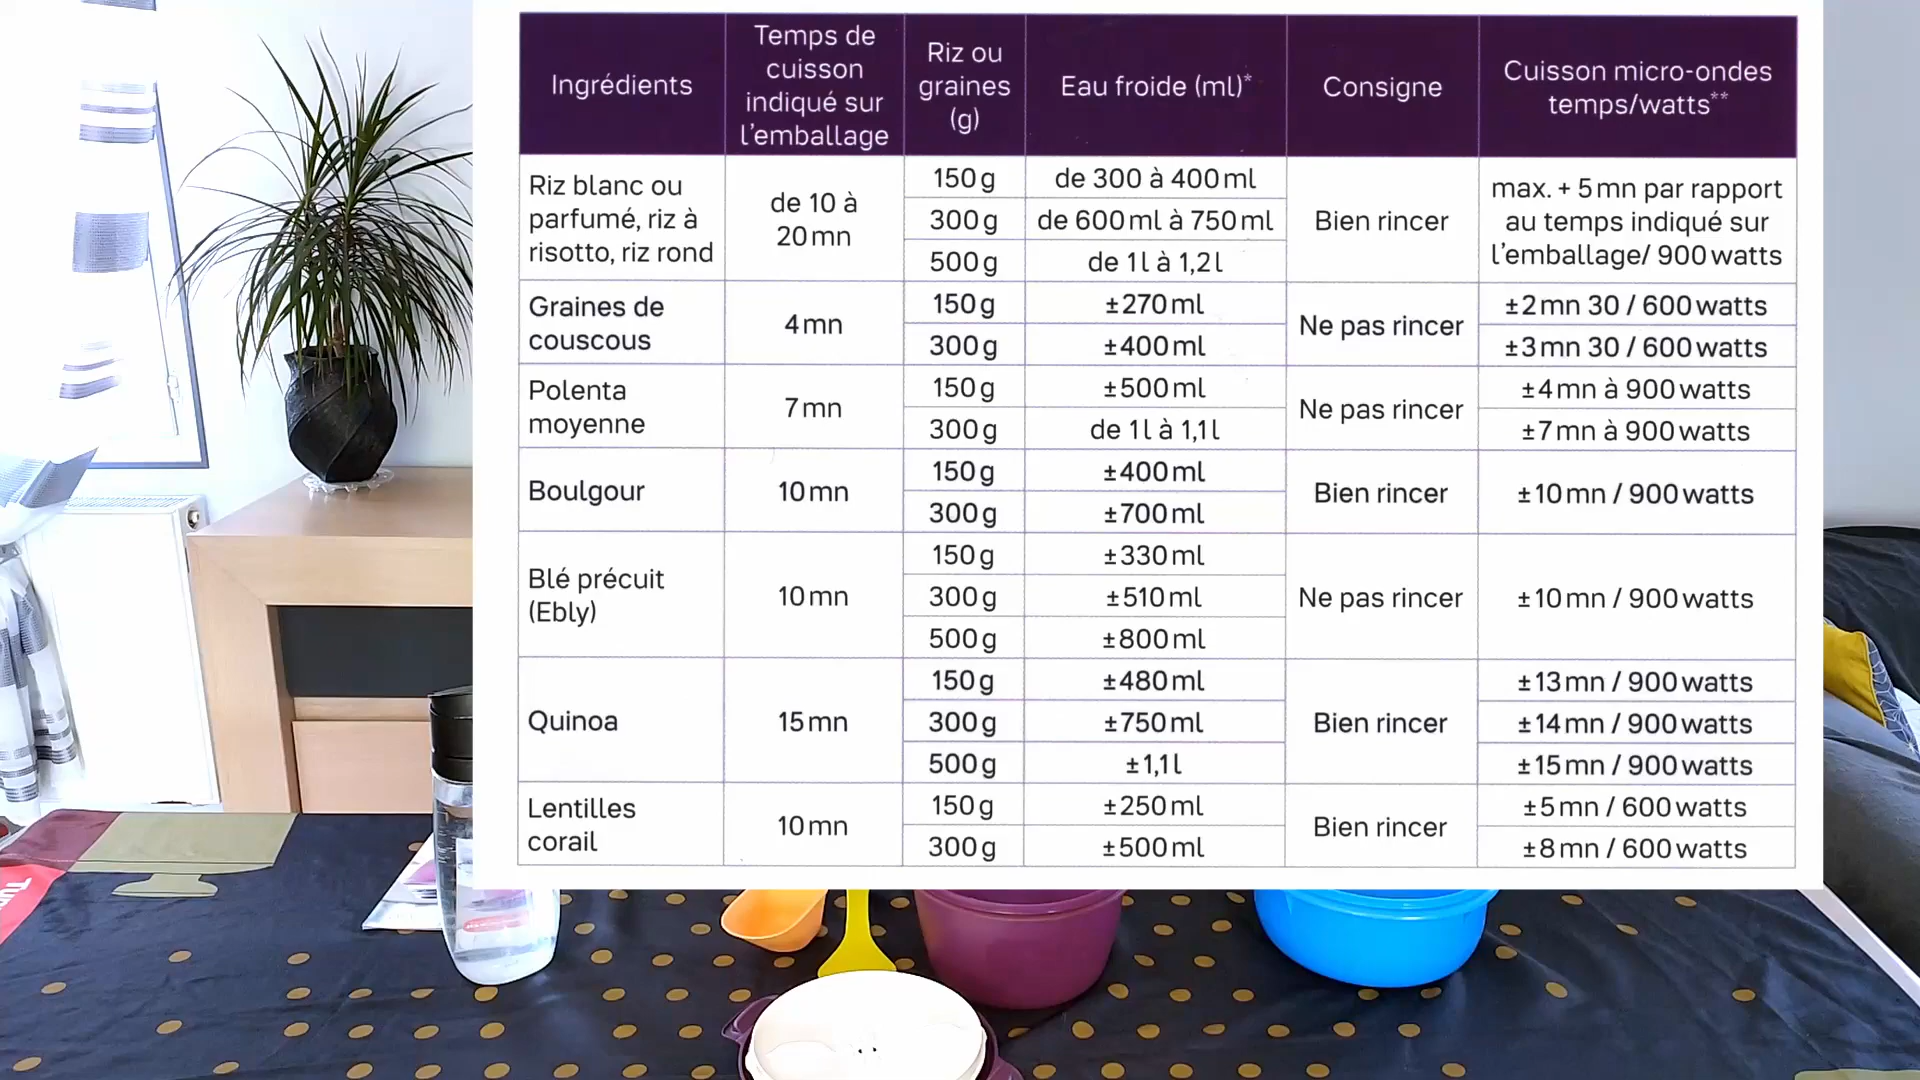 Ingrédients
Temps de
cuisson
indiqué sur
l'emballage
Riz ou
graines
(g)
Eau froide (ml)*
Consigne
Cuisson micro-ondes
temps/watts**
Riz blanc ou
parfumé, riz à
risotto, riz rond
de 10 à
20 mn
150 g
de 300 à 400 ml
300 g
de 600 ml à 750 ml
500 g
de 1 l à 1,2 l
Bien rincer
max. + 5 mn par rapport
au temps indiqué sur
l'emballage/ 900 watts
Graines de
couscous
4 mn
150 g
±270 ml
300 g
±400 ml
Ne pas rincer
±2 mn 30 / 600 watts
±3 mn 30 / 600 watts
Polenta
moyenne
7 mn
150 g
±500 ml
300 g
de 1 l à 1,1 l
Ne pas rincer
±4 mn à 900 watts
±7 mn à 900 watts
Boulgour
10 mn
150 g
±400 ml
300 g
±700 ml
Bien rincer
±10 mn / 900 watts
Blé précuit
(Ebly)
10 mn
150 g
±330 ml
300 g
±510 ml
500 g
±800 ml
Ne pas rincer
±10 mn / 900 watts
Quinoa
15 mn
150 g
±480 ml
300 g
±750 ml
500 g
±1,1 l
Bien rincer
±13 mn / 900 watts
±14 mn / 900 watts
±15 mn / 900 watts
Lentilles
corail
10 mn
150 g
±250 ml
300 g
±500 ml
Bien rincer
±5 mn / 600 watts
±8 mn / 600 watts